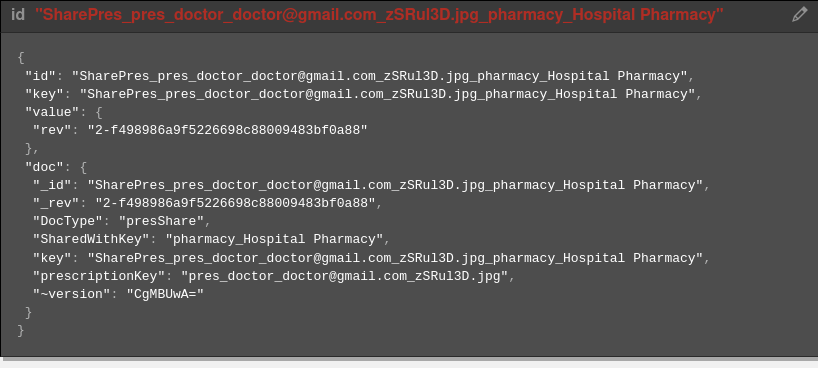 id "SharePres_pres_doctor_doctor@gmail.com_zSRul3D.jpg_pharmacy_Hospital Pharmacy"
{
"id": "SharePres_pres_doctor_doctor@gmail.com_zSRul3D.jpg_pharmacy_Hospital Pharmacy",
"key": "SharePres_pres_doctor_doctor@gmail.com_zSRul3D.jpg_pharmacy_Hospital Pharmacy",
"value": {
"rev": "2-f498986a9f5226698c88009483bf0a88"
},
"doc": {
"_id": "SharePres_pres_doctor_doctor@gmail.com_zSRul3D.jpg_pharmacy_Hospital Pharmacy",
"_rev": "2-f498986a9f5226698c88009483bf0a88",
"DocType": "presShare",
"SharedWithKey": "pharmacy_Hospital Pharmacy",
"key": "SharePres_pres_doctor_doctor@gmail.com_zSRul3D.jpg_pharmacy_Hospital Pharmacy",
"prescriptionKey": "pres_doctor_doctor@gmail.com_zSRul3D.jpg",
"~version": "CgMBUwA="
}
}